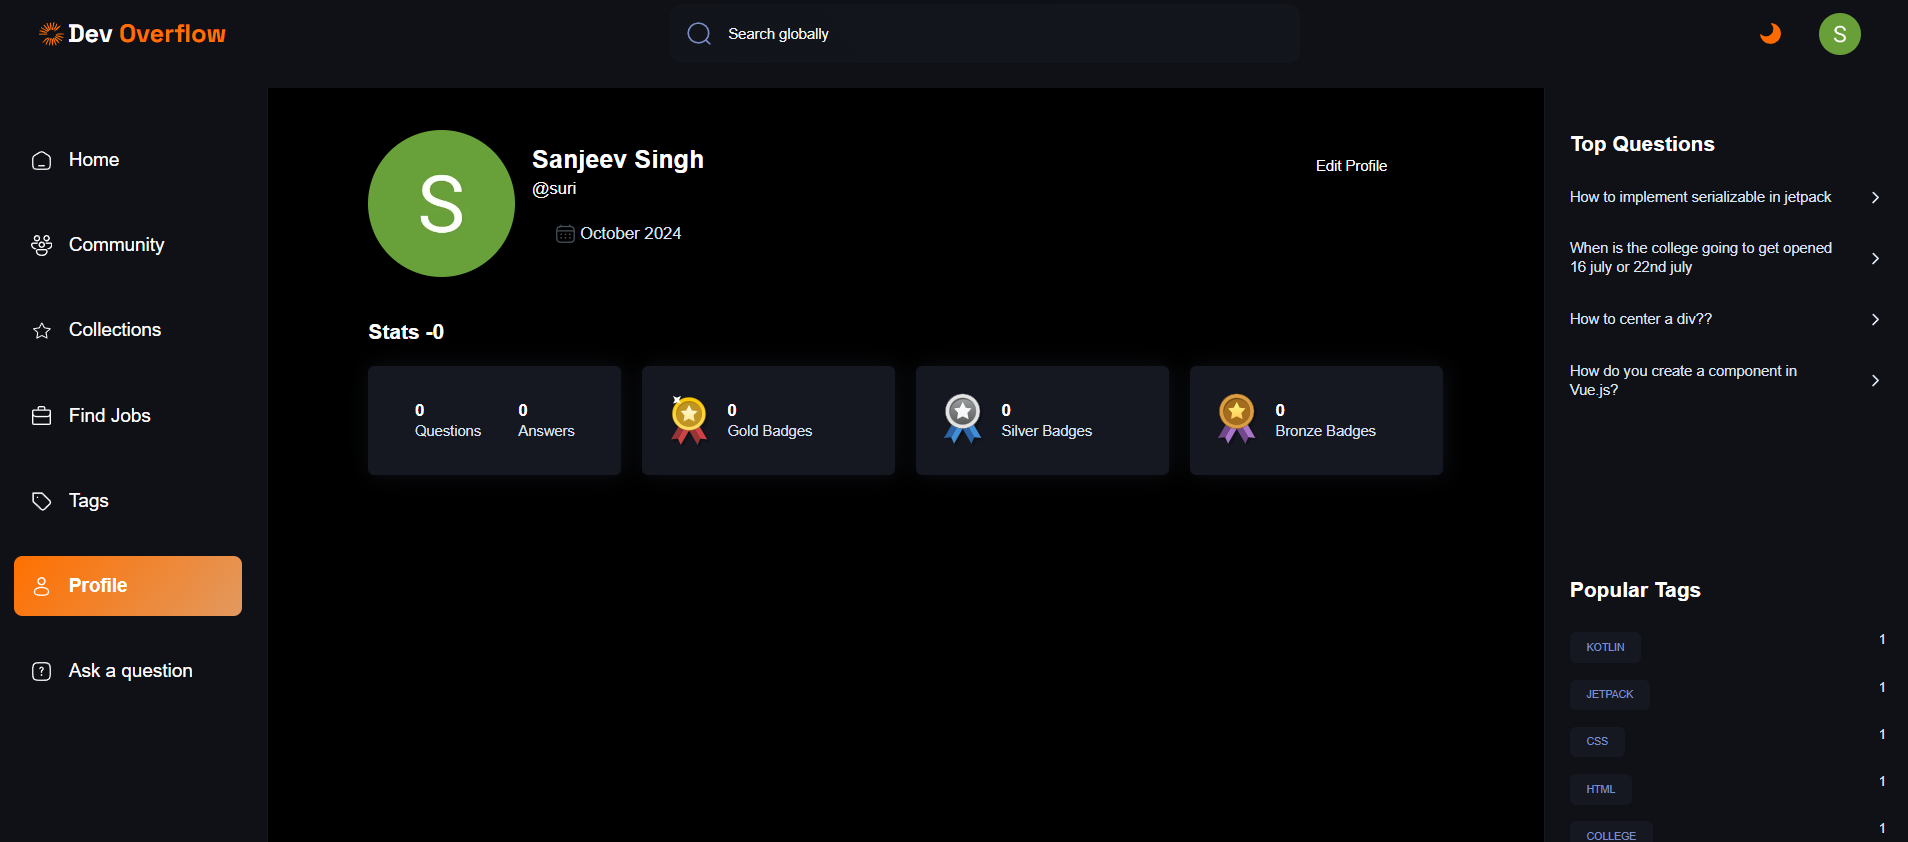 Dev Overflow
Search globally
S
Home
Community
Collections
Find Jobs
Tags
Profile
Ask a question
S
Sanjeev Singh
@suri
October 2024
Edit Profile
Stats -0
0
Questions
0
Answers
0
Gold Badges
0
Silver Badges
0
Bronze Badges
Top Questions
How to implement serializable in jetpack
When is the college going to get opened
16 july or 22nd july
How to center a div??
How do you create a component in
Vue.js?
Popular Tags
KOTLIN 1
JETPACK 1
CSS 1
HTML 1
COLLEGE 1